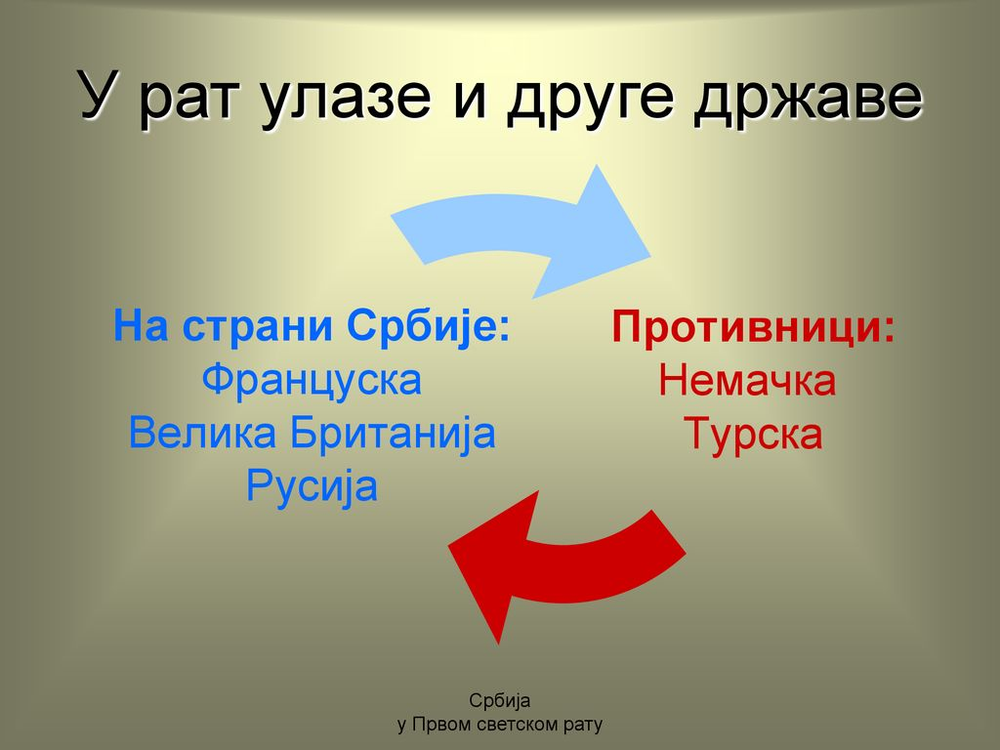 У рат улазе и друге државе
На страни Србије:
Француска
Велика Британија
Русија
Противници:
Немачка
Турска
Србија
у Првом светском рату